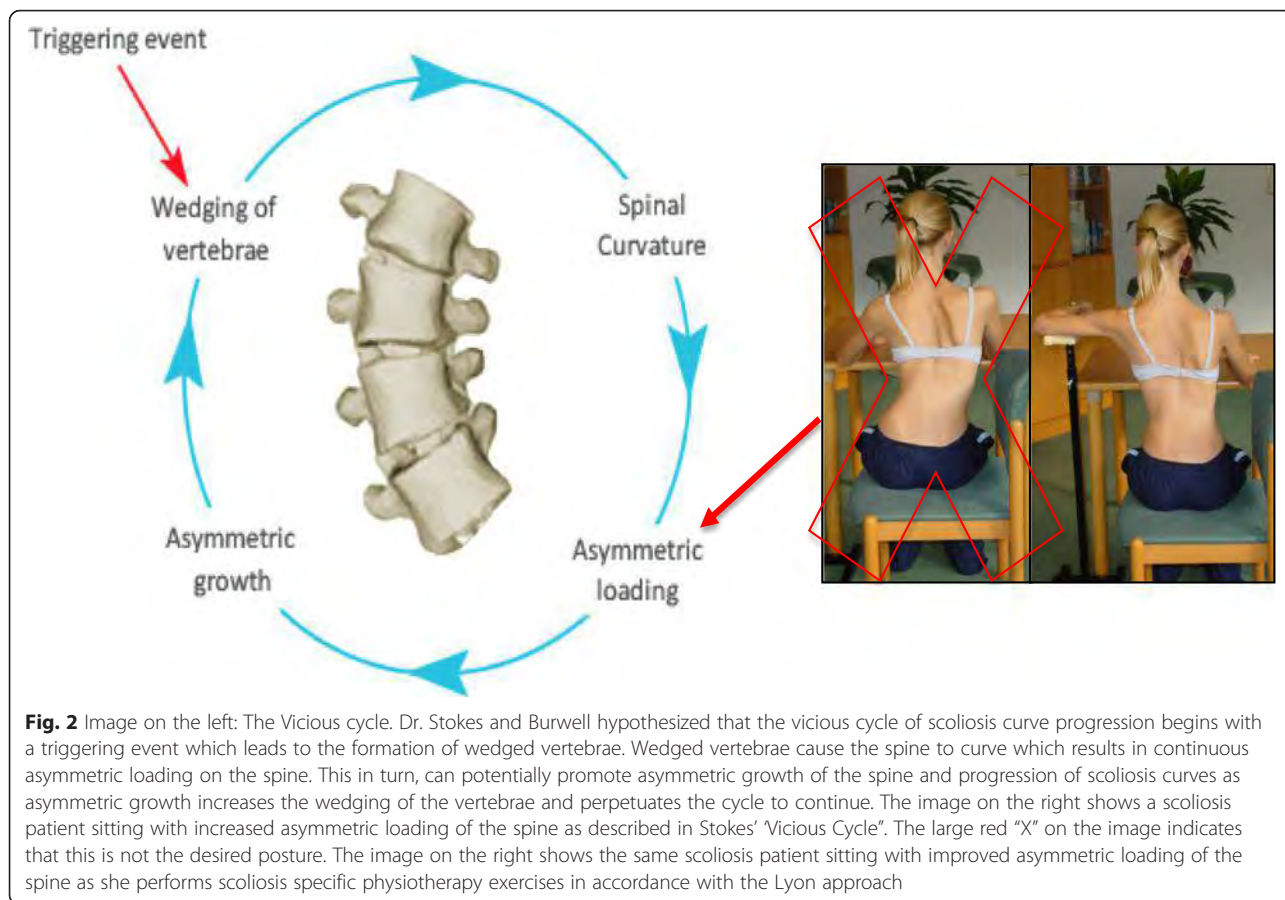 Triggering event
Wedging of
vertebrae
Spinal
Curvature
Asymmetric
growth
Asymmetric
loading
Fig. 2 Image on the left: The Vicious cycle. Dr. Stokes and Burwell hypothesized that the vicious cycle of scoliosis curve progression begins with
a triggering event which leads to the formation of wedged vertebrae. Wedged vertebrae cause the spine to curve which results in continuous
asymmetric loading on the spine. This in turn, can potentially promote asymmetric growth of the spine and progression of scoliosis curves as
asymmetric growth increases the wedging of the vertebrae and perpetuates the cycle to continue. The image on the right shows a scoliosis
patient sitting with increased asymmetric loading of the spine as described in Stokes' 'Vicious Cycle". The large red "X" on the image indicates
that this is not the desired posture. The image on the right shows the same scoliosis patient sitting with improved asymmetric loading of the
spine as she performs scoliosis specific physiotherapy exercises in accordance with the Lyon approach